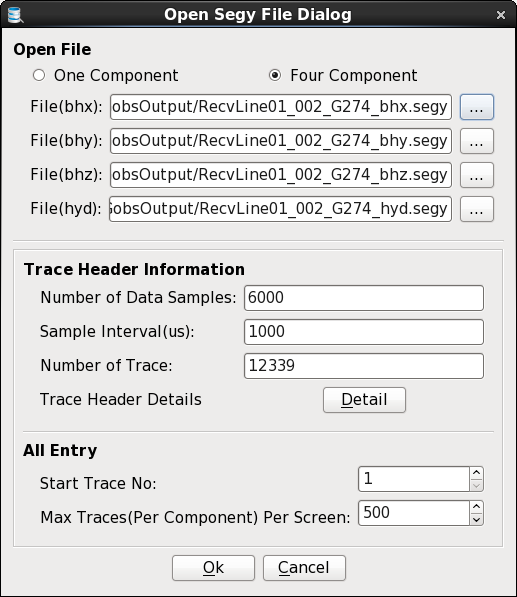 Open Segy File Dialog
Open File
One Component Four Component
File(bhx): obsOutput/RecvLine01_002_G274_bhx.segy ...
File(bhy): obsOutput/RecvLine01_002_G274_bhy.segy ...
File(bhz): obsOutput/RecvLine01_002_G274_bhz.segy ...
File(hyd): obsOutput/RecvLine01_002_G274_hyd.segy ...
Trace Header Information
Number of Data Samples: 6000
Sample Interval(us): 1000
Number of Trace: 12339
Trace Header Details Detail
All Entry
Start Trace No: 1
Max Traces(Per Component) Per Screen: 500
Ok Cancel